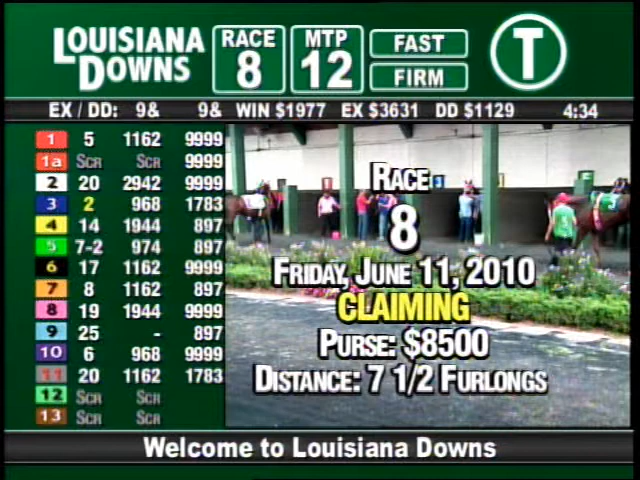 LOUISIANA DOWNS
RACE 8
MTP 12
FAST
FIRM
T
EX / DD: 9& 9& WIN $1977 EX $3631 DD $1129 4:34
1 5 1162 9999
1a SCR SCR 9999
2 20 2942 9999
3 2 968 1783
4 14 1944 897
5 7-2 974 897
6 17 1162 9999
7 8 1162 897
8 19 1944 9999
9 25 - 897
10 6 968 9999
11 20 1162 1783
12 SCR SCR
13 SCR SCR
RACE
8
FRIDAY, JUNE 11, 2010
CLAIMING
PURSE: $8500
DISTANCE: 7 1/2 FURLONGS
Welcome to Louisiana Downs